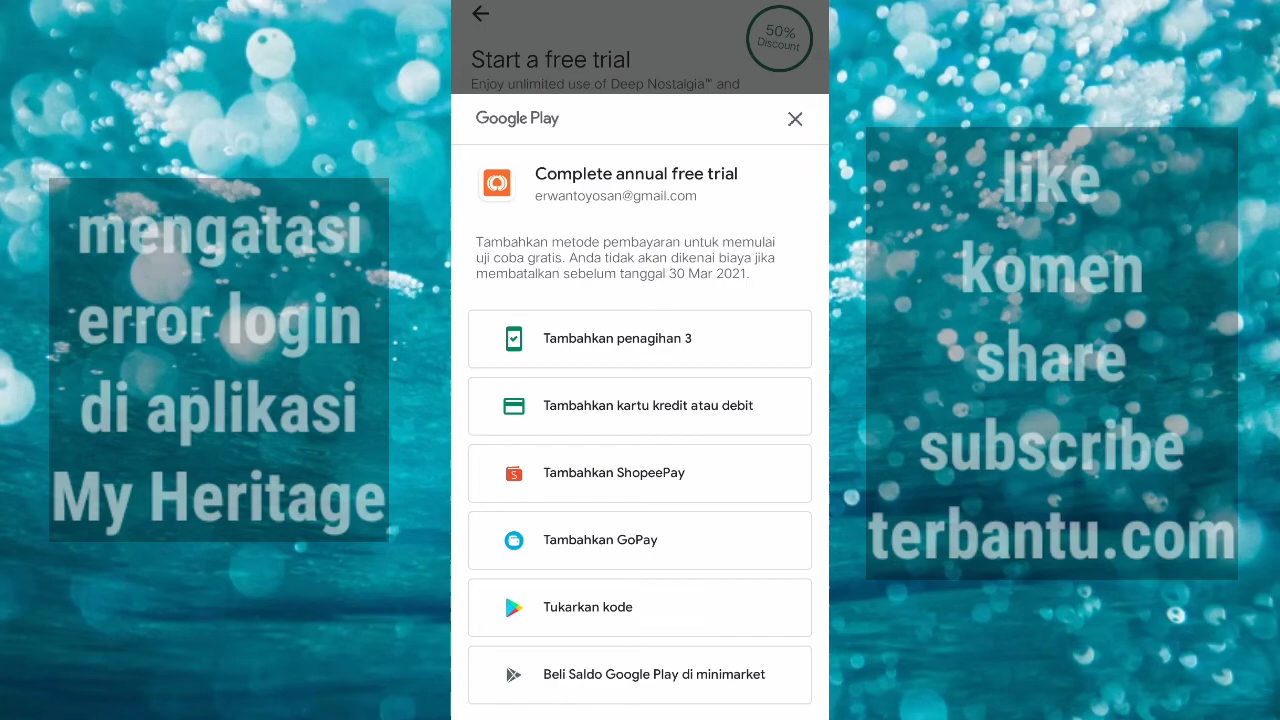 mengatasi
error login
di aplikasi
My Heritage
50%
Discount
Start a free trial
Enjoy unlimited use of Deep Nostalgia™ and
Google Play
Complete annual free trial
erwantoyosan@gmail.com
Tambahkan metode pembayaran untuk memulai
uji coba gratis. Anda tidak akan dikenai biaya jika
membatalkan sebelum tanggal 30 Mar 2021.
Tambahkan penagihan 3
Tambahkan kartu kredit atau debit
Tambahkan ShopeePay
Tambahkan GoPay
Tukarkan kode
Beli Saldo Google Play di minimarket
like
komen
share
subscribe
terbantu.com